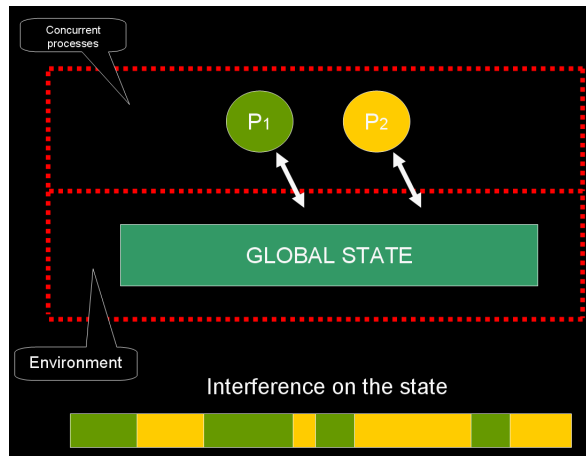 Concurrent
processes
P1
P2
GLOBAL STATE
Environment
Interference on the state